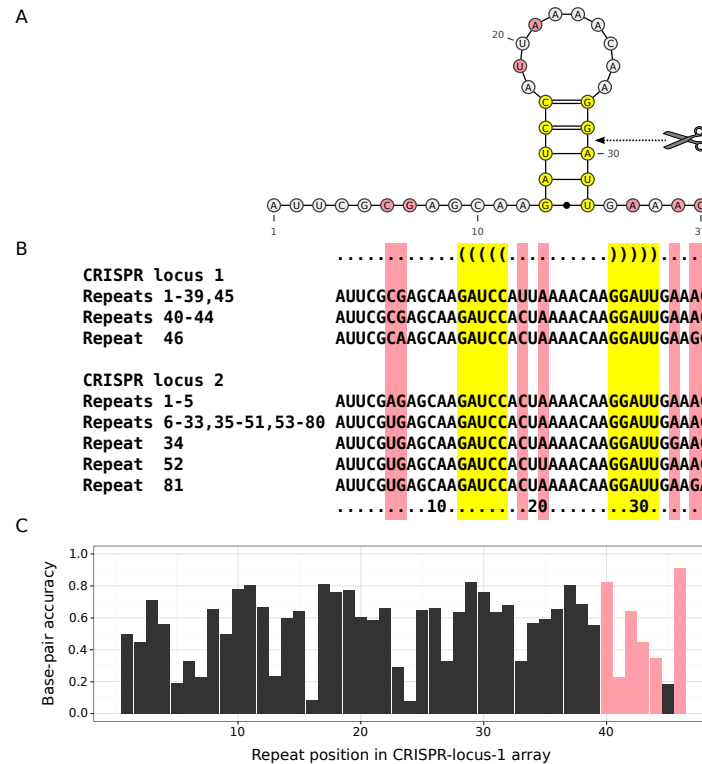 A
A A A
A C
20 U A
U A
A C G
C G
U A 30
A U
A U U C G C G A G C A A G U G A A A C
1 10 37
B ............(((((..........)))))....
CRISPR locus 1
Repeats 1-39,45 AUUCGCGAGCAAGAUCCAUUAAAACAAGGAUUGAAA
Repeats 40-44 AUUCGCGAGCAAGAUCCACUAAAACAAGGAUUGAAA
Repeat 46 AUUCGCAAGCAAGAUCCACUAAAACAAGGAUUGAAG
CRISPR locus 2
Repeats 1-5 AUUCGAGAGCAAGAUCCACUAAAACAAGGAUUGAAA
Repeats 6-33,35-51,53-80 AUUCGUGAGCAAGAUCCACUAAAACAAGGAUUGAAA
Repeat 34 AUUCGUGAGCAAGAUCCACUAAAACAAGGAUUGGAA
Repeat 52 AUUCGUGAGCAAGAUCCACUUAAACAAGGAUUGAAA
Repeat 81 AUUCGUGAGCAAGAUCCACUAAAACAAGGAUUGAAG
.........10........20........30.....
C
Base-pair accuracy
1.0
0.8
0.6
0.4
0.2
0.0
10 20 30 40
Repeat position in CRISPR-locus-1 array